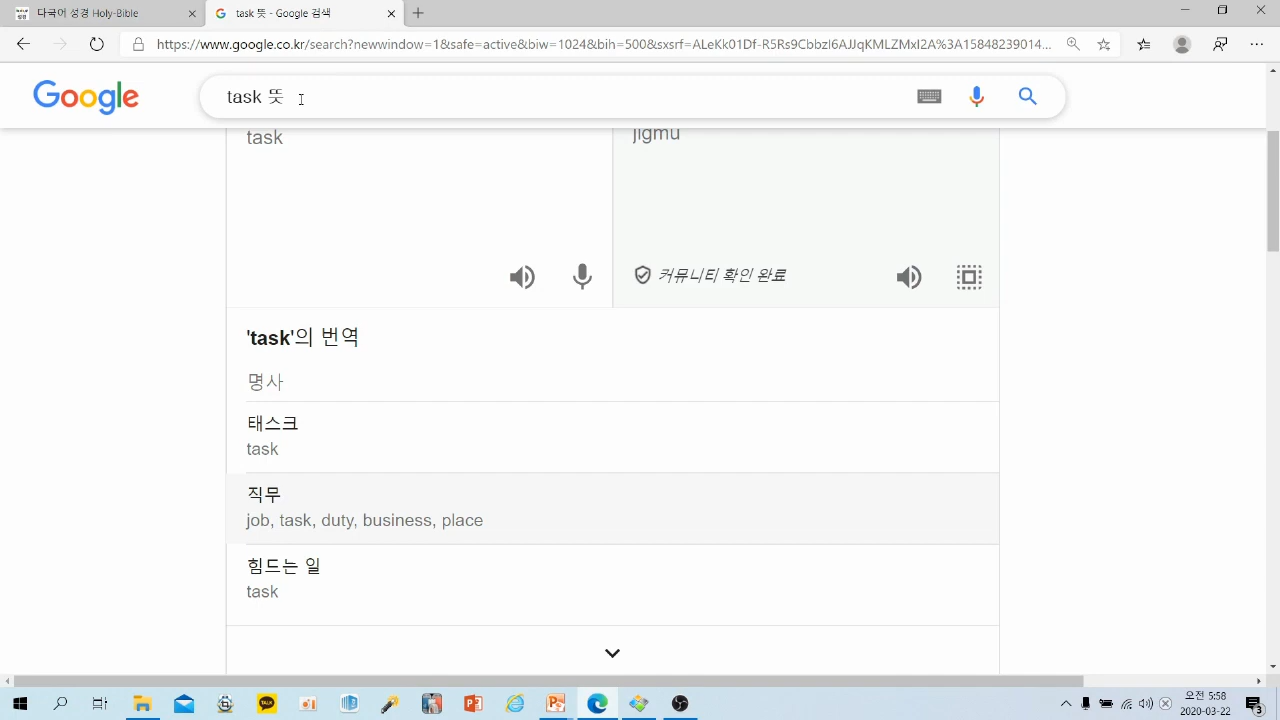 다국어 성경 Holy-Bible
task 뜻 - Google 검색
https://www.google.co.kr/search?newwindow=1&safe=active&biw=1024&bih=500&sxsrf=ALeKk01Df-R5Rs9CbbzI6AJJqKMLZMxI2A%3A15848239014...
Google
task 뜻
task
jigmu
커뮤니티 확인 완료
'task'의 번역
명사
태스크
task
직무
job, task, duty, business, place
힘드는 일
task
오전 5:58
2020-03-22